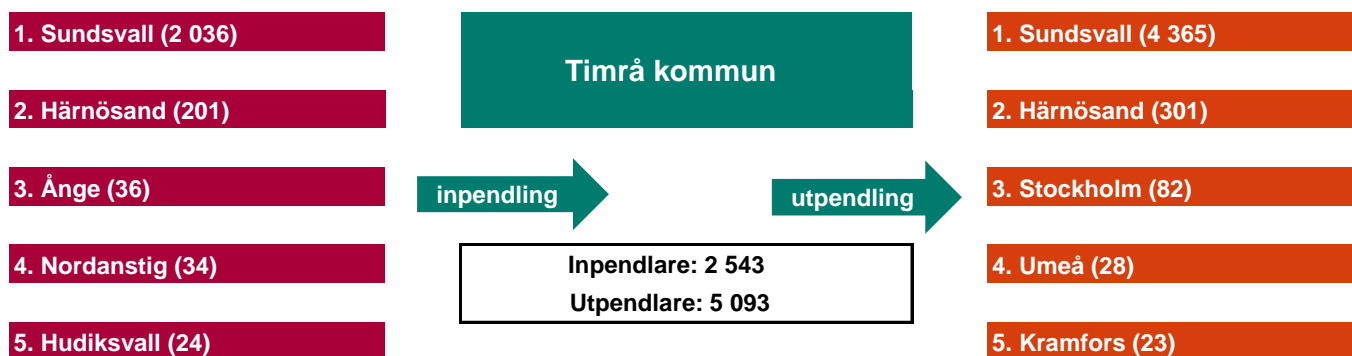 1. Sundsvall (2 036)
2. Härnösand (201)
3. Ånge (36)
4. Nordanstig (34)
5. Hudiksvall (24)
Timrå kommun
inpendling
utpendling
Inpendlare: 2 543
Utpendlare: 5 093
1. Sundsvall (4 365)
2. Härnösand (301)
3. Stockholm (82)
4. Umeå (28)
5. Kramfors (23)